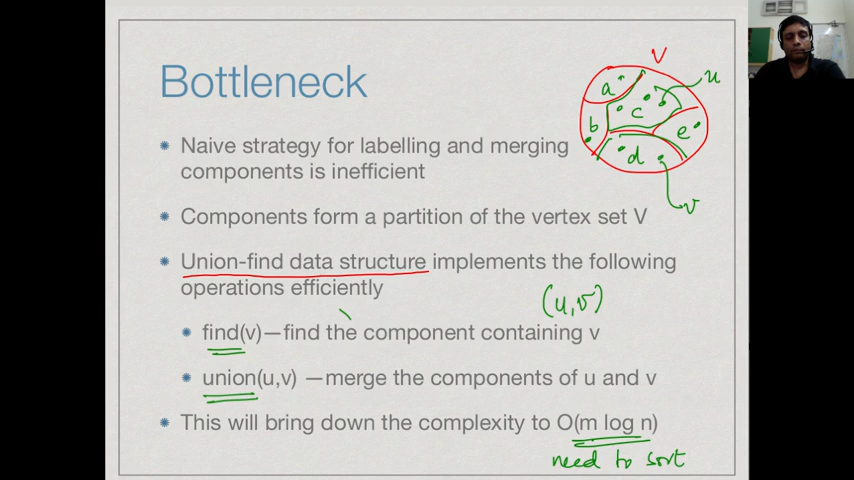 Bottleneck
Naive strategy for labelling and merging
components is inefficient
Components form a partition of the vertex set V
Union-find data structure implements the following
operations efficiently
find(v)—find the component containing v
union(u,v) —merge the components of u and v
This will bring down the complexity to O(m log n)
need to sort
(u,v)
V
a
u
c
b
e
d
v